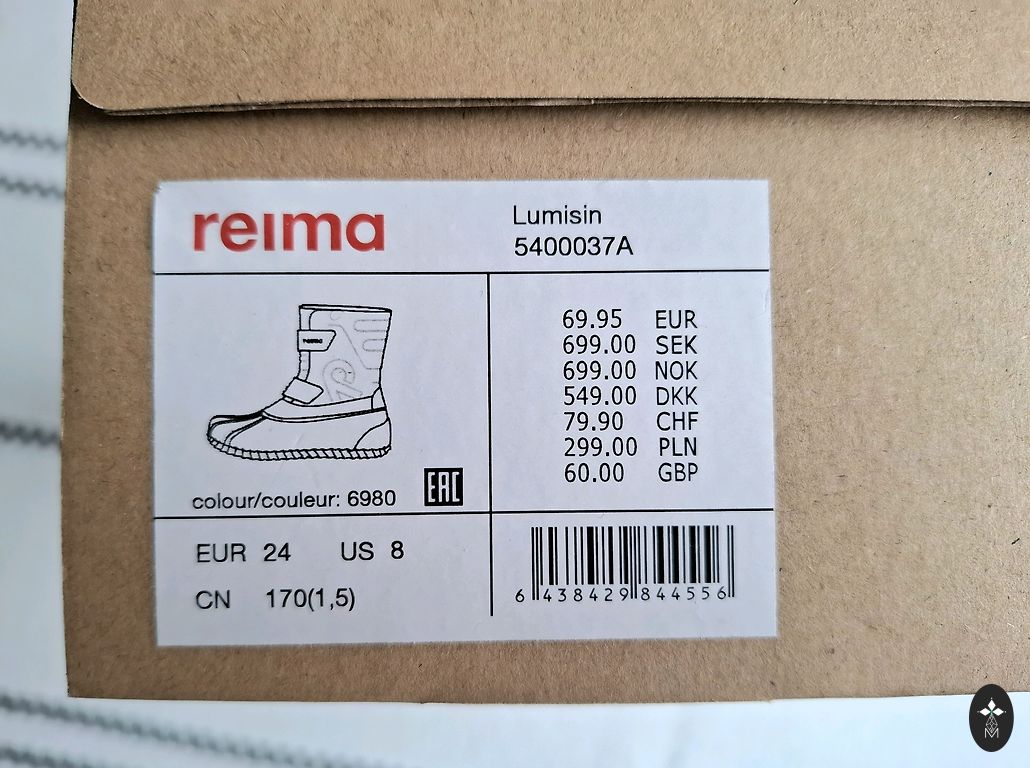 reima
Lumisin
5400037A
reima
69.95 EUR
699.00 SEK
699.00 NOK
549.00 DKK
79.90 CHF
299.00 PLN
60.00 GBP
colour/couleur: 6980
EAC
EUR 24 US 8
CN 170(1,5)
6 438429 844556
M